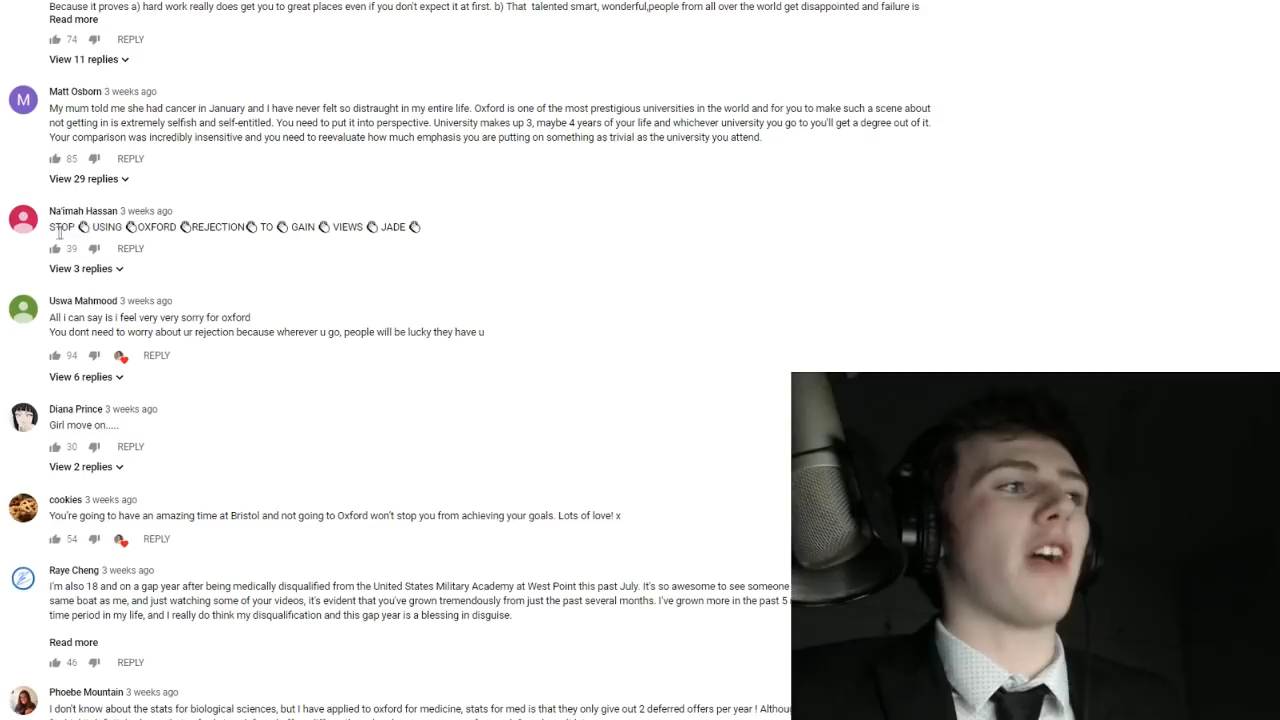 Because it proves a) hard work really does get you to great places even if you don't expect it at first. b) That talented smart, wonderful,people from all over the world get disappointed and failure is
Read more
74 REPLY
View 11 replies
M
Matt Osborn 3 weeks ago
My mum told me she had cancer in January and I have never felt so distraught in my entire life. Oxford is one of the most prestigious universities in the world and for you to make such a scene about
not getting in is extremely selfish and self-entitled. You need to put it into perspective. University makes up 3, maybe 4 years of your life and whichever university you go to you'll get a degree out of it.
Your comparison was incredibly insensitive and you need to reevaluate how much emphasis you are putting on something as trivial as the university you attend.
85 REPLY
View 29 replies
Na'imah Hassan 3 weeks ago
STOP 👏 USING 👏OXFORD 👏REJECTION👏 TO 👏 GAIN 👏 VIEWS 👏 JADE 👏
39 REPLY
View 3 replies
Uswa Mahmood 3 weeks ago
All i can say is i feel very very sorry for oxford
You dont need to worry about ur rejection because wherever u go, people will be lucky they have u
94 REPLY
View 6 replies
Diana Prince 3 weeks ago
Girl move on.....
30 REPLY
View 2 replies
cookies 3 weeks ago
You're going to have an amazing time at Bristol and not going to Oxford won't stop you from achieving your goals. Lots of love! x
54 REPLY
Raye Cheng 3 weeks ago
I'm also 18 and on a gap year after being medically disqualified from the United States Military Academy at West Point this past July. It's so awesome to see someone
same boat as me, and just watching some of your videos, it's evident that you've grown tremendously from just the past several months. I've grown more in the past 5
time period in my life, and I really do think my disqualification and this gap year is a blessing in disguise.
Read more
46 REPLY
Phoebe Mountain 3 weeks ago
I don't know about the stats for biological sciences, but I have applied to oxford for medicine, stats for med is that they only give out 2 deferred offers per year ! Althoug